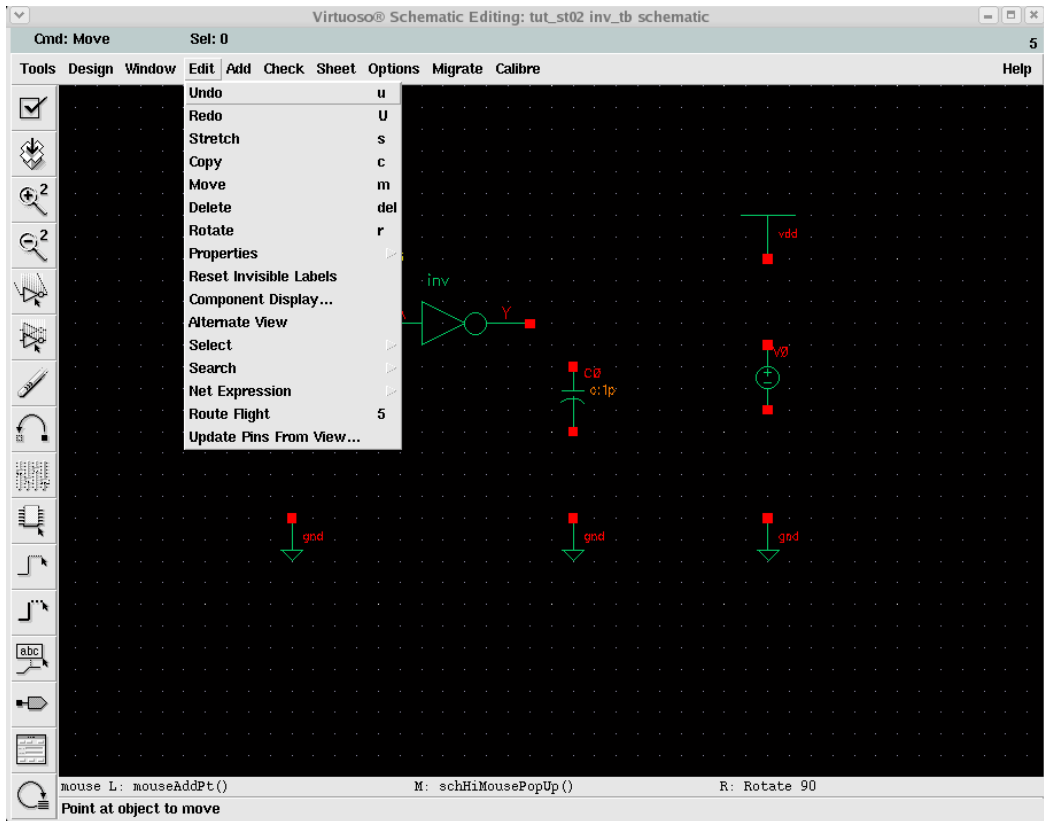 Virtuoso® Schematic Editing: tut_st02 inv_tb schematic
Cmd: Move Sel: 0 5
Tools Design Window Edit Add Check Sheet Options Migrate Calibre Help
Undo u
Redo U
Stretch s
Copy c
Move m
Delete del
Rotate r
Properties
Reset Invisible Labels
Component Display...
Alternate View
Select
Search
Net Expression
Route Flight 5
Update Pins From View...
2
2
abc
vdd
inv
Y
V0
C0
c:1p
gnd
gnd
gnd
mouse L: mouseAddPt() M: schHiMousePopUp() R: Rotate 90
Point at object to move